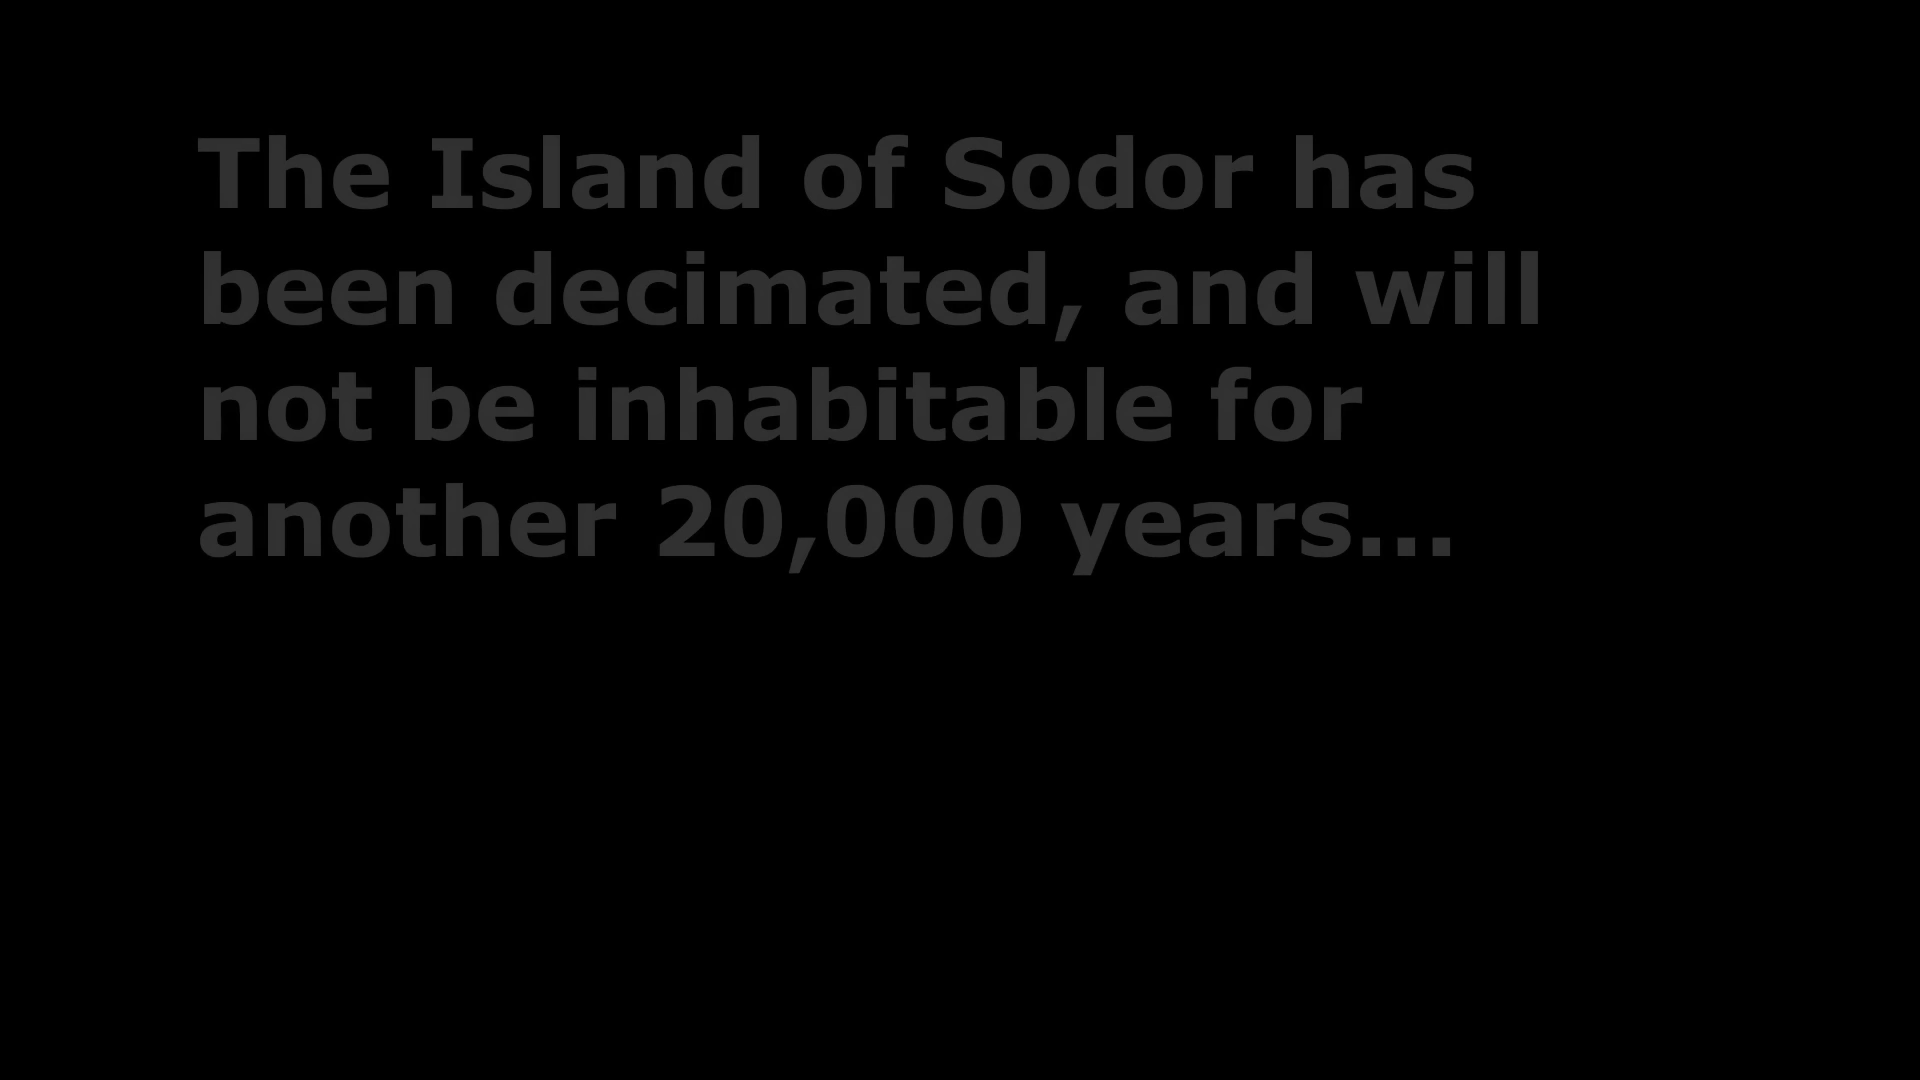 The Island of Sodor has
been decimated, and will
not be inhabitable for
another 20,000 years...